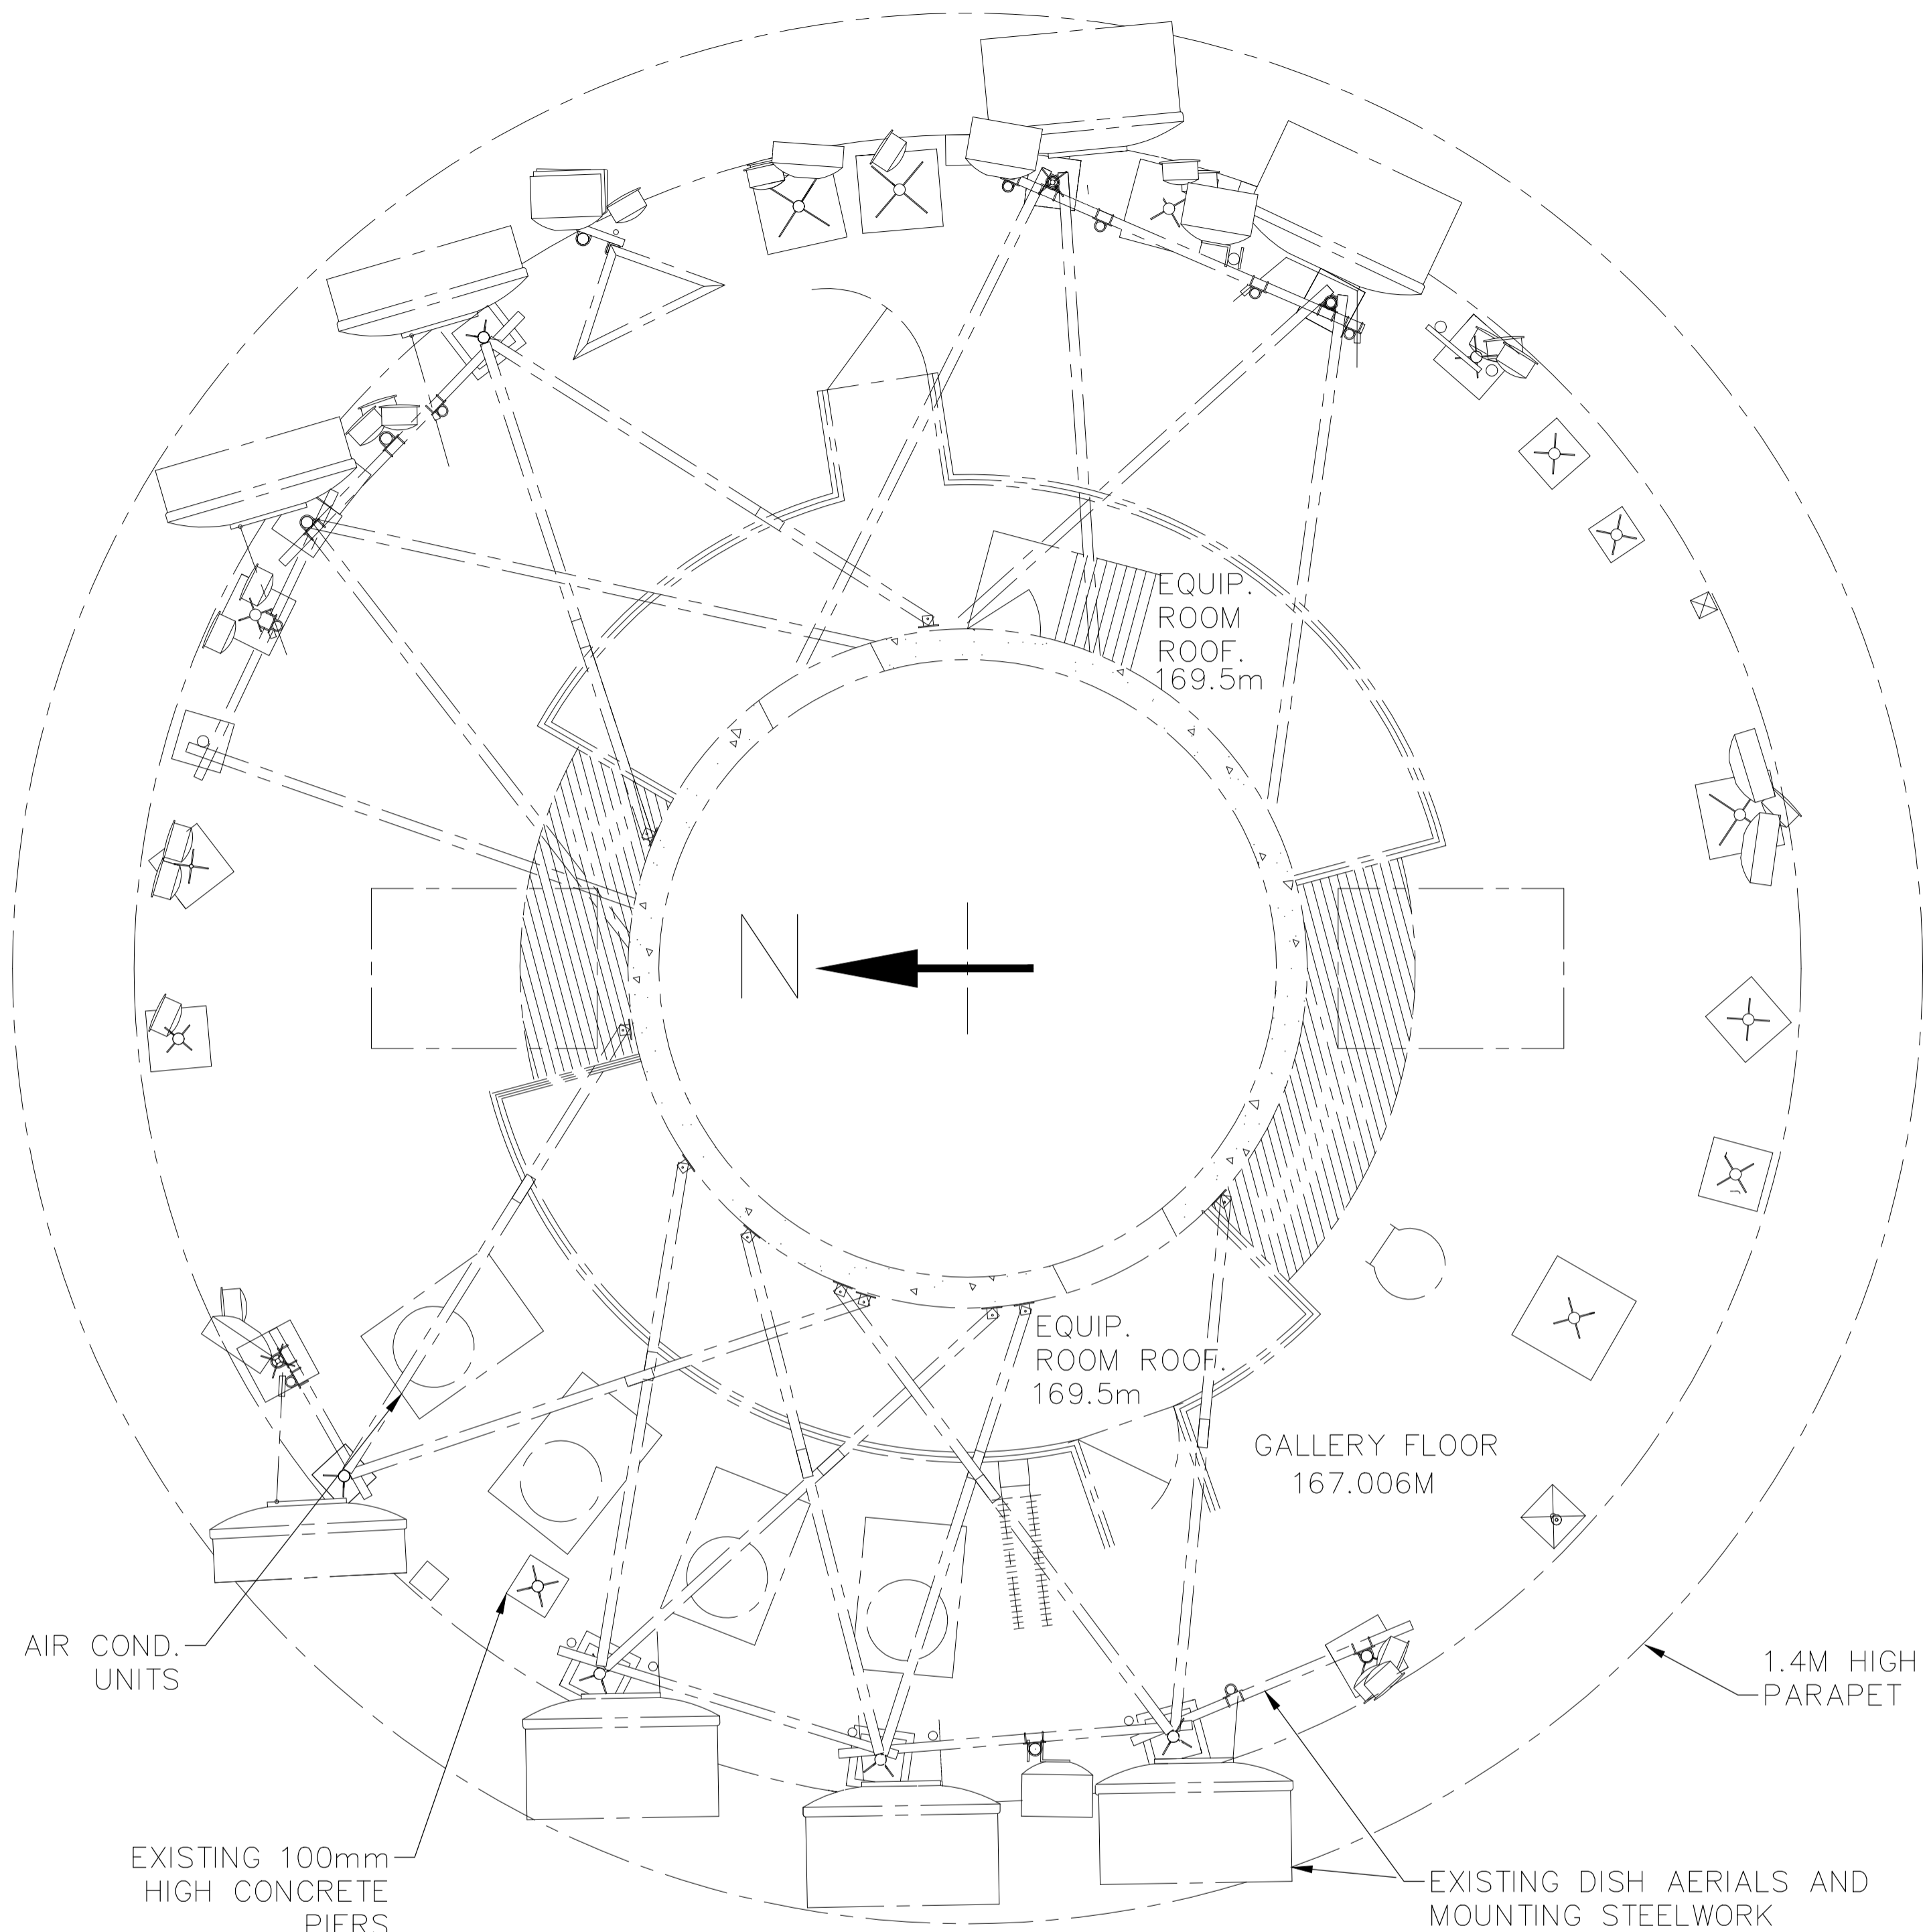 EQUIP.
ROOM
ROOF.
169.5m
N
EQUIP.
ROOM ROOF.
169.5m
GALLERY FLOOR
167.006M
AIR COND.
UNITS
1.4M HIGH
PARAPET
EXISTING 100mm
HIGH CONCRETE
PIERS
EXISTING DISH AERIALS AND
MOUNTING STEELWORK